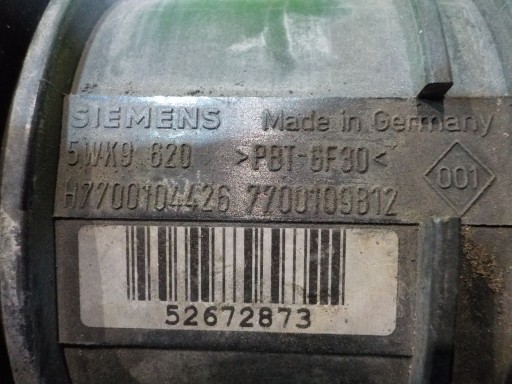 SIEMENS Made in Germany
5WK9 620 >PBT-GF30<
H7700104426 7700109812
001
52672873